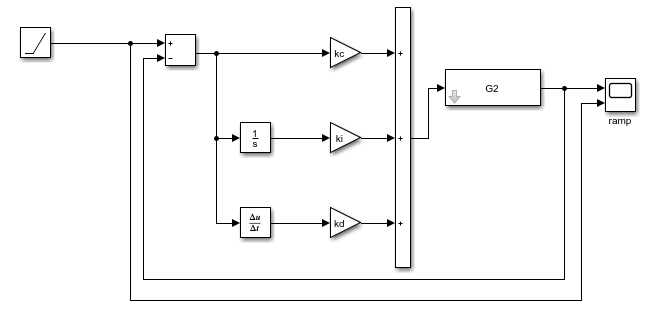 +
−
kc
+
G2
ramp
1
s
ki
+
Δu
Δt
kd
+